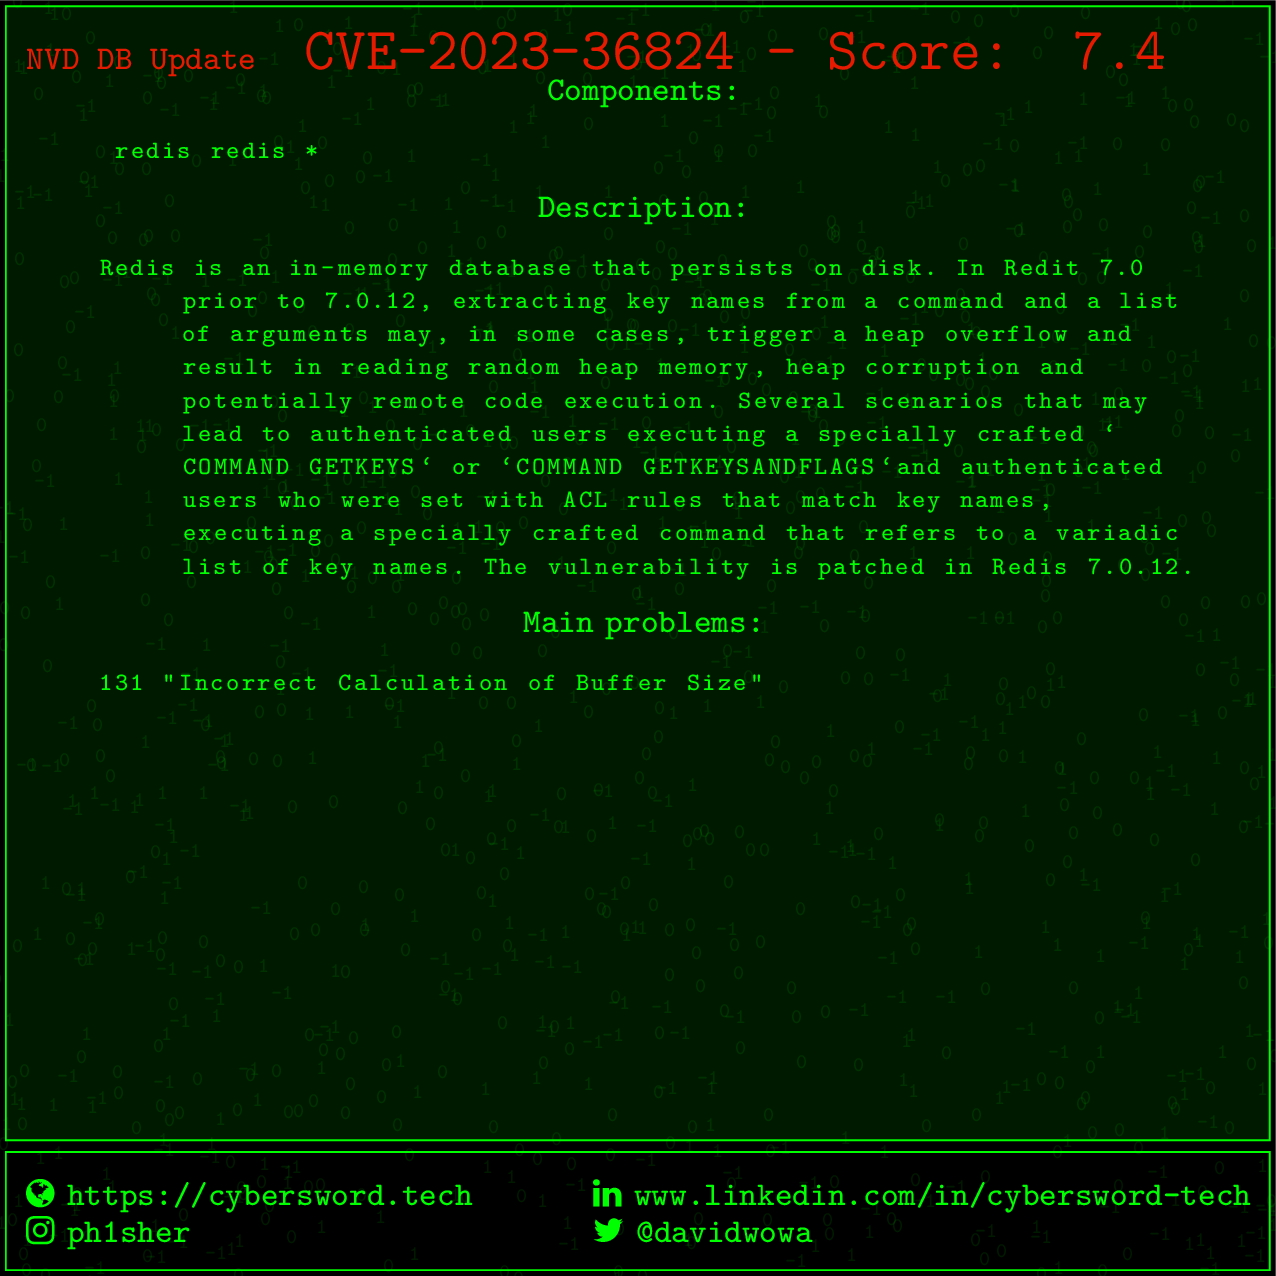 NVD DB Update CVE-2023-36824 - Score: 7.4
Components:
redis redis *
Description:
Redis is an in-memory database that persists on disk. In Redit 7.0
prior to 7.0.12, extracting key names from a command and a list
of arguments may, in some cases, trigger a heap overflow and
result in reading random heap memory, heap corruption and
potentially remote code execution. Several scenarios that may
lead to authenticated users executing a specially crafted ‘
COMMAND GETKEYS‘ or ‘COMMAND GETKEYSANDFLAGS‘and authenticated
users who were set with ACL rules that match key names,
executing a specially crafted command that refers to a variadic
list of key names. The vulnerability is patched in Redis 7.0.12.
Main problems:
131 "Incorrect Calculation of Buffer Size"
https://cybersword.tech www.linkedin.com/in/cybersword-tech
ph1sher @davidwowa